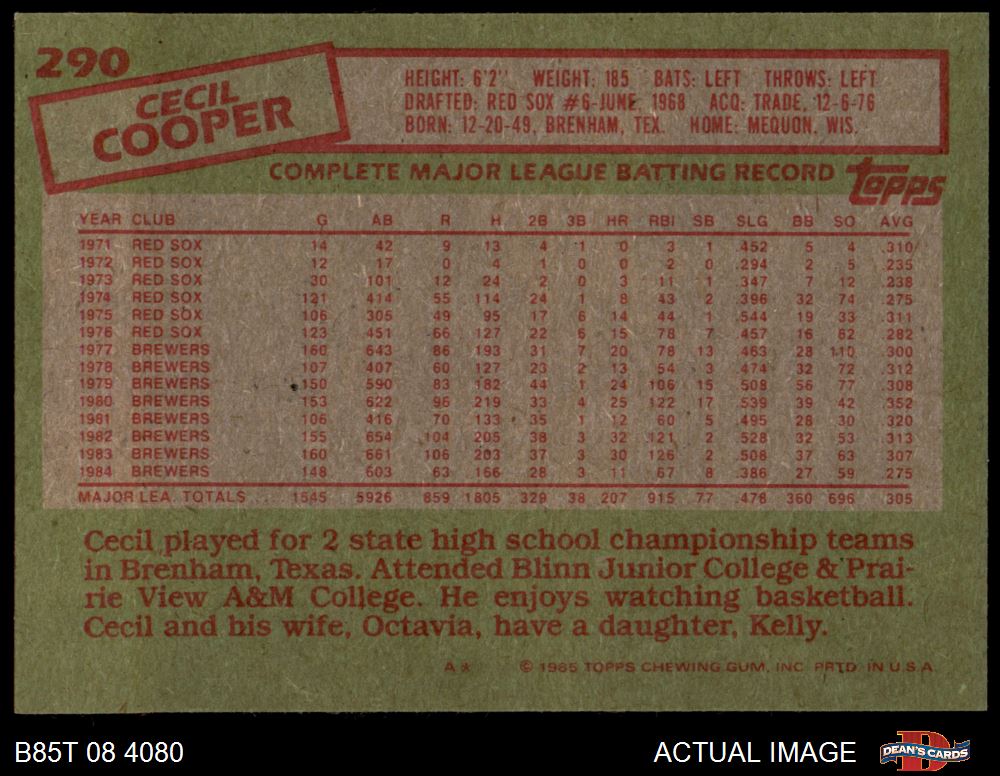 290
CECIL
COOPER
HEIGHT: 6'2" WEIGHT: 185 BATS: LEFT THROWS: LEFT
DRAFTED: RED SOX #6-JUNE, 1968 ACQ: TRADE, 12-6-76
BORN: 12-20-49, BRENHAM, TEX. HOME: MEQUON, WIS.
COMPLETE MAJOR LEAGUE BATTING RECORD
Topps
YEAR CLUB G AB R H 2B 3B HR RBI SB SLG BB SO AVG
1971 RED SOX 14 42 9 13 4 1 0 3 1 .452 5 4 .310
1972 RED SOX 12 17 0 4 1 0 0 2 0 .294 2 5 .235
1973 RED SOX 30 101 12 24 2 0 3 11 1 .347 7 12 .238
1974 RED SOX 121 414 55 114 24 1 8 43 2 .396 32 74 .275
1975 RED SOX 106 305 49 95 17 6 14 44 1 .544 19 33 .311
1976 RED SOX 123 451 66 127 22 6 15 78 7 .457 16 62 .282
1977 BREWERS 160 643 86 193 31 7 20 78 13 .463 28 110 .300
1978 BREWERS 107 407 60 127 23 2 13 54 3 .474 32 72 .312
1979 BREWERS 150 590 83 182 44 1 24 106 15 .508 56 77 .308
1980 BREWERS 153 622 96 219 33 4 25 122 17 .539 39 42 .352
1981 BREWERS 106 416 70 133 35 1 12 60 5 .495 28 30 .320
1982 BREWERS 155 654 104 205 38 3 32 121 2 .528 32 53 .313
1983 BREWERS 160 661 106 203 37 3 30 126 2 .508 37 63 .307
1984 BREWERS 148 603 63 166 28 3 11 67 8 .386 27 59 .275
MAJOR LEA. TOTALS 1545 5926 859 1805 329 38 207 915 77 .478 360 696 .305
Cecil played for 2 state high school championship teams
in Brenham, Texas. Attended Blinn Junior College & Prai-
rie View A&M College. He enjoys watching basketball.
Cecil and his wife, Octavia, have a daughter, Kelly.
A* © 1985 TOPPS CHEWING GUM, INC. PRTD. IN U.S.A.
B85T 08 4080
ACTUAL IMAGE
D
DEAN'S CARDS